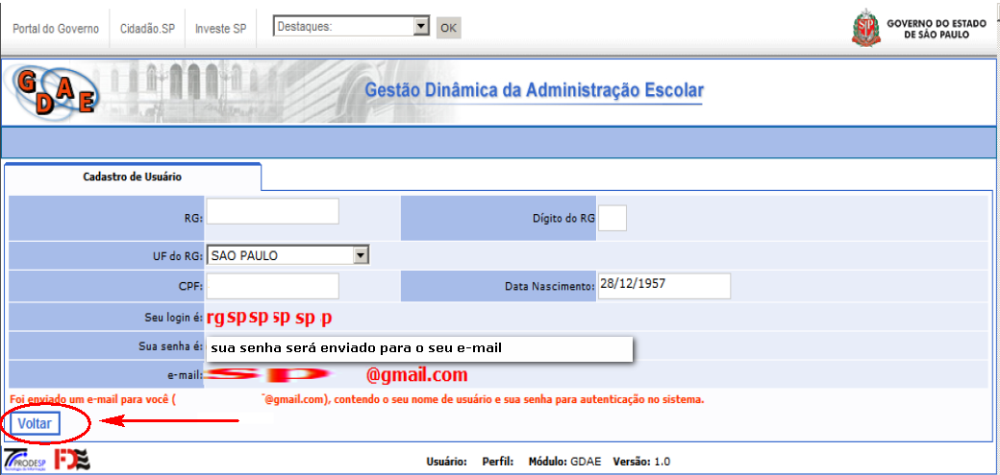 Portal do Governo Cidadão.SP Investe SP Destaques: OK GOVERNO DO ESTADO
DE SÃO PAULO
GDAE Gestão Dinâmica da Administração Escolar
Cadastro de Usuário
RG: Dígito do RG
UF do RG: SAO PAULO
CPF: Data Nascimento: 28/12/1957
Seu login é: rg sp sp sp sp p
Sua senha é: sua senha será enviado para o seu e-mail
e-mail: sp @gmail.com
Foi enviado um e-mail para você ( @gmail.com), contendo o seu nome de usuário e sua senha para autenticação no sistema.
Voltar
PRODESP FDE Usuário: Perfil: Módulo: GDAE Versão: 1.0